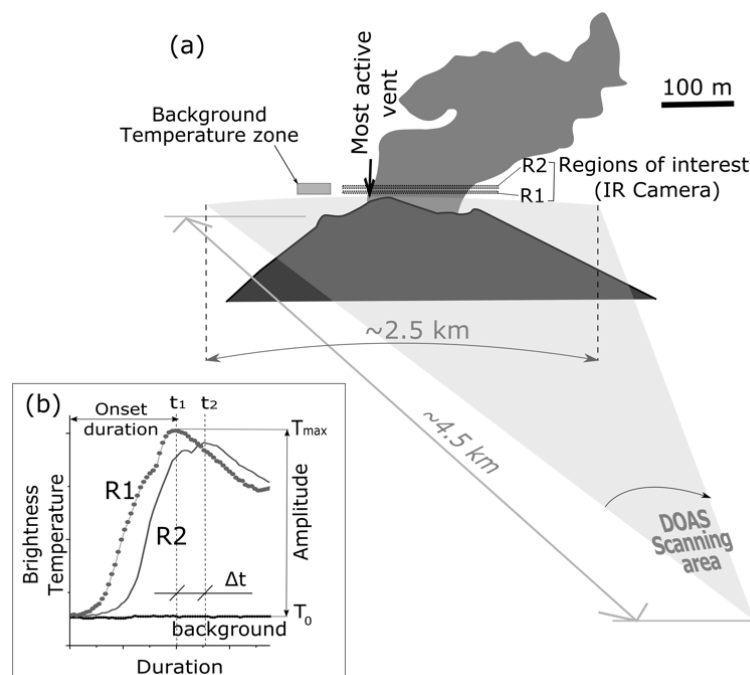 (a)
Most active
vent
100 m
Background
Temperature zone
R2
R1
Regions of interest
(IR Camera)
~2.5 km
~4.5 km
DOAS
Scanning
area
(b)
t1
t2
Onset
duration
Tmax
R1
R2
Amplitude
Brightness
Temperature
Δt
T0
background
Duration